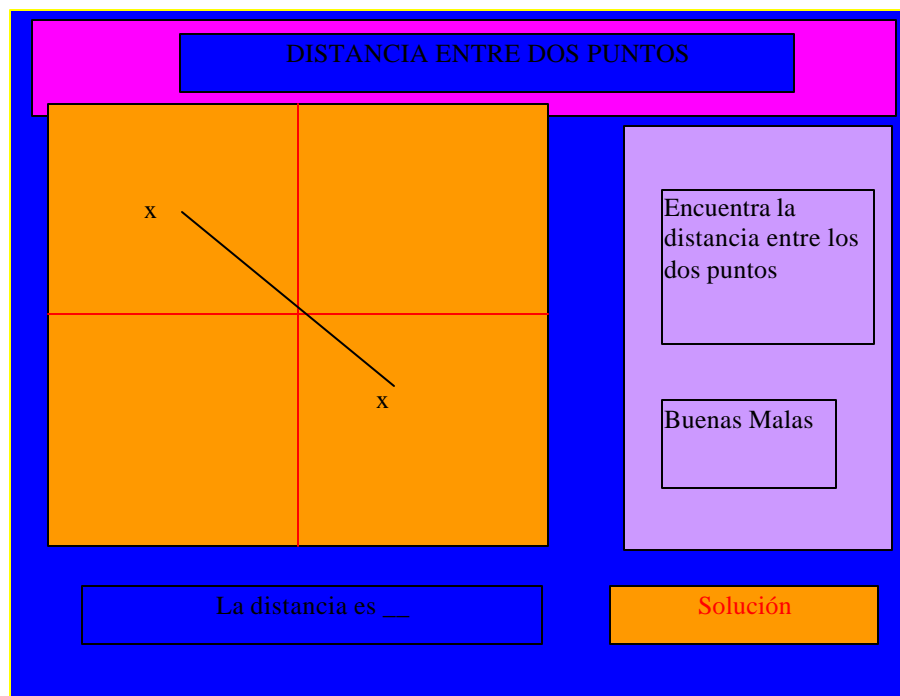 DISTANCIA ENTRE DOS PUNTOS
x
x
Encuentra la
distancia entre los
dos puntos
Buenas Malas
La distancia es __
Solución